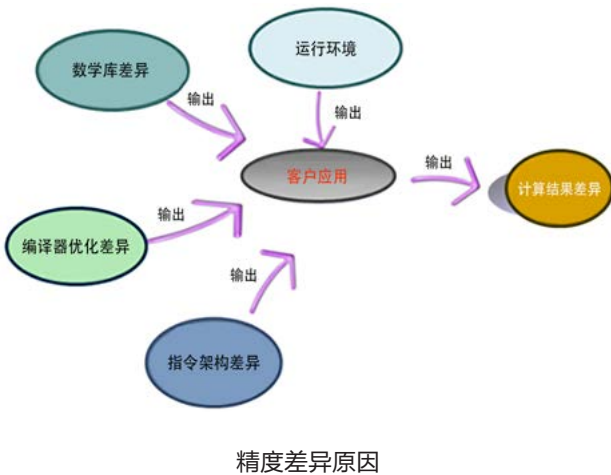 运行环境
数学库差异
输出
输出
客户应用
输出
计算结果差异
输出
编译器优化差异
输出
指令架构差异
精度差异原因